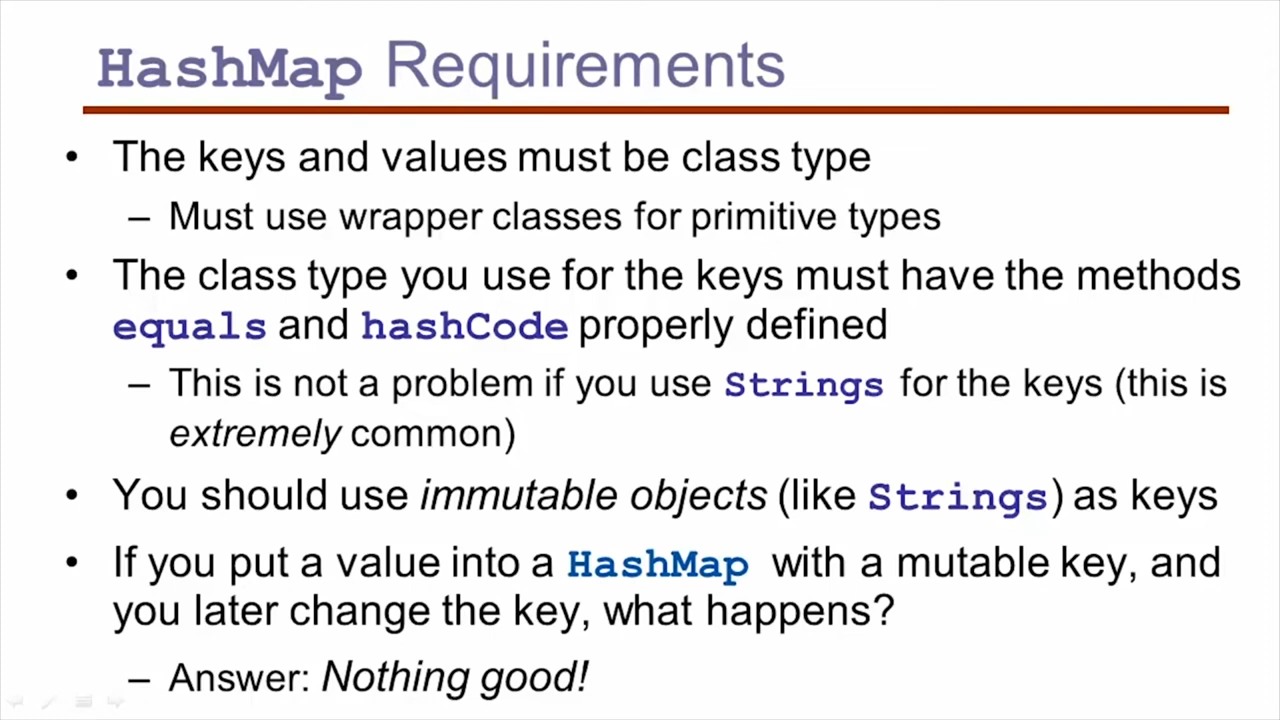 HashMap Requirements
• The keys and values must be class type
– Must use wrapper classes for primitive types
• The class type you use for the keys must have the methods
equals and hashCode properly defined
– This is not a problem if you use Strings for the keys (this is
extremely common)
• You should use immutable objects (like Strings) as keys
• If you put a value into a HashMap with a mutable key, and
you later change the key, what happens?
– Answer: Nothing good!